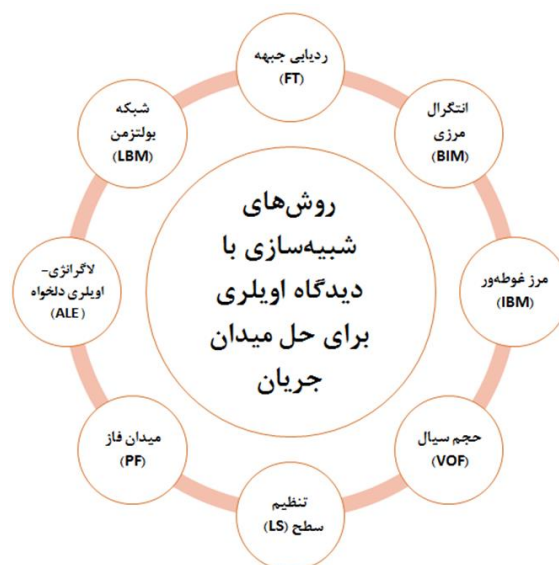 ردیابی جبهه
(FT)
انتگرال
مرزی
(BIM)
مرز غوطه‌ور
(IBM)
حجم سیال
(VOF)
تنظیم
سطح (LS)
میدان فاز
(PF)
لاگرانژی-
اویلری دلخواه
(ALE)
شبکه
بولتزمن
(LBM)
روش‌های
شبیه‌سازی با
دیدگاه اویلری
برای حل میدان
جریان